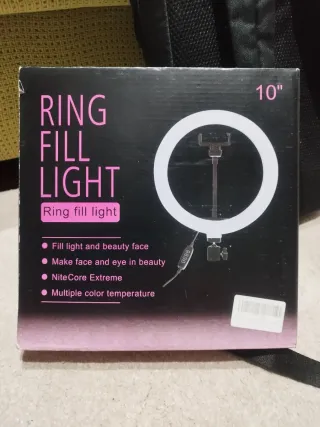 10"
RING
FILL
LIGHT
Ring fill light
Fill light and beauty face
Make face and eye in beauty
NiteCore Extreme
Multiple color temperature